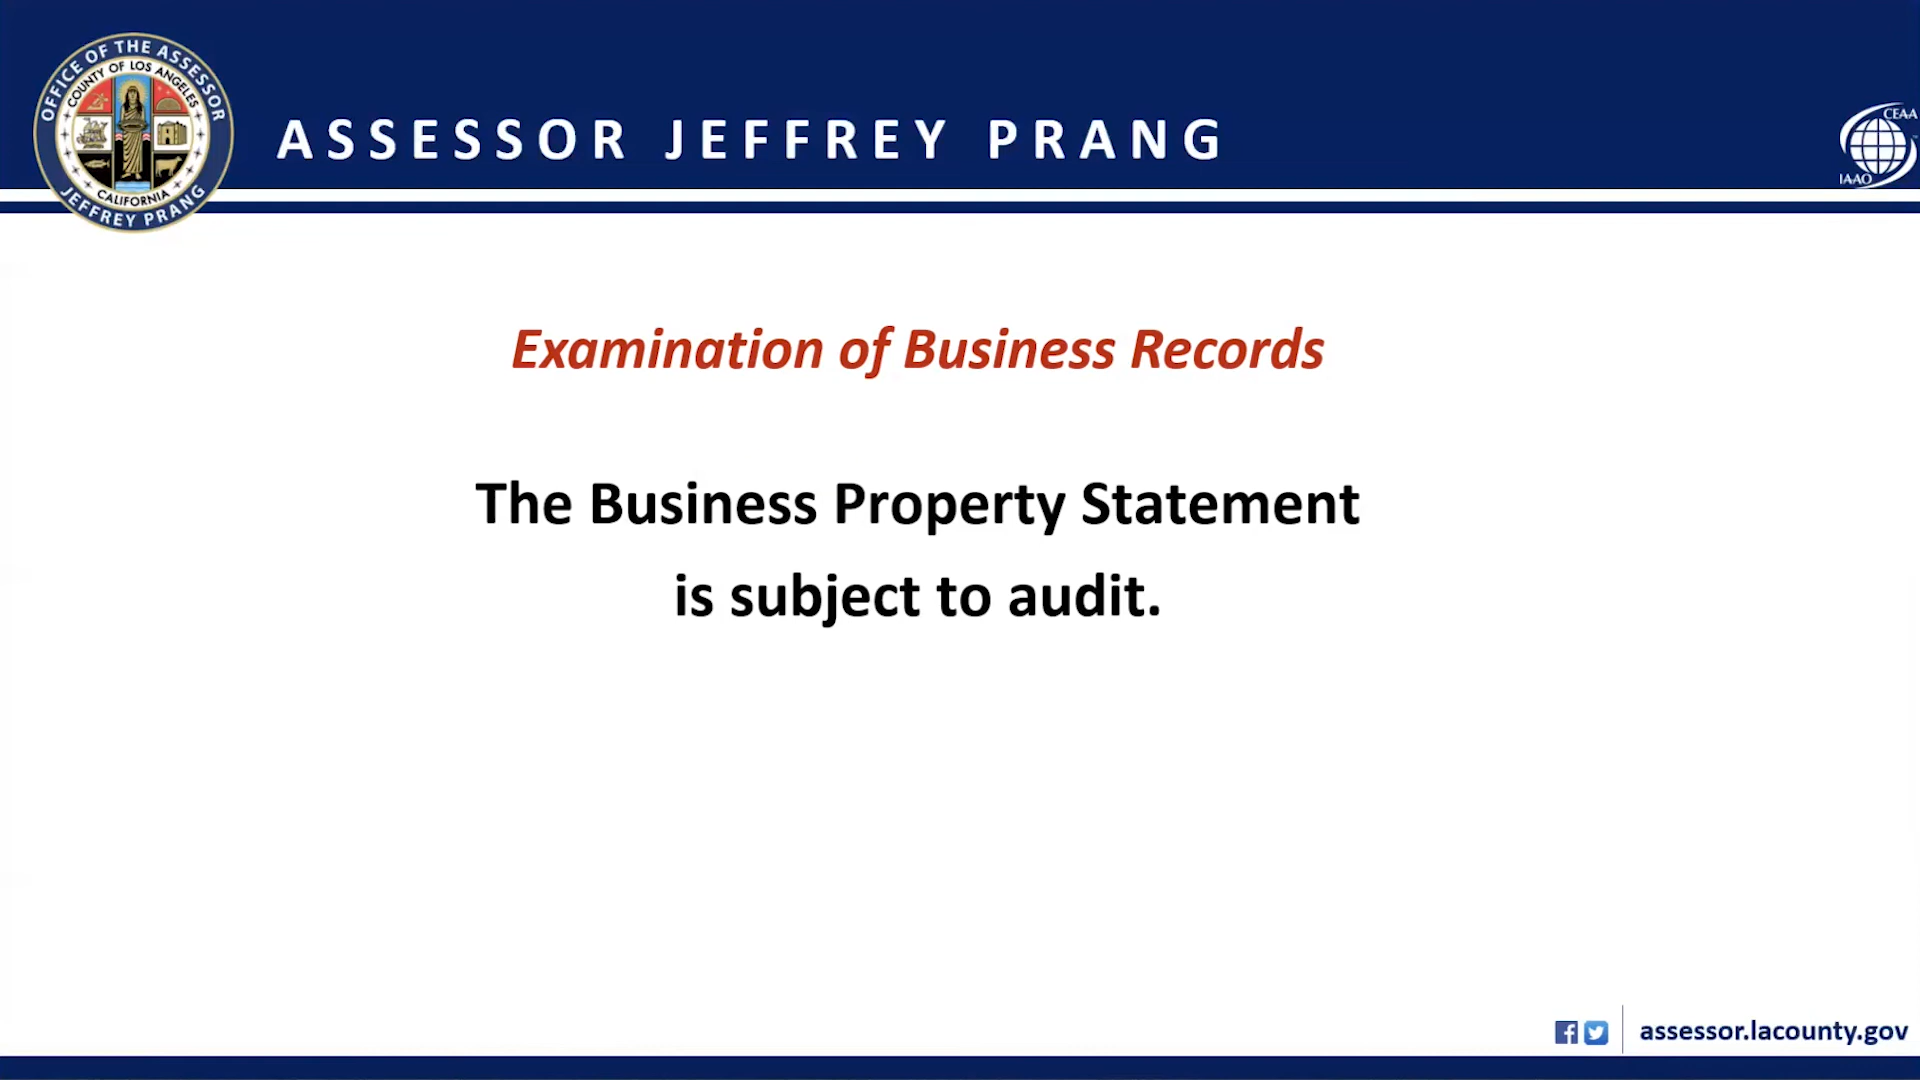 OFFICE OF THE ASSESSOR
COUNTY OF LOS ANGELES
CALIFORNIA
JEFFREY PRANG
ASSESSOR JEFFREY PRANG
CEAA
IAAO
Examination of Business Records
The Business Property Statement
is subject to audit.
assessor.lacounty.gov